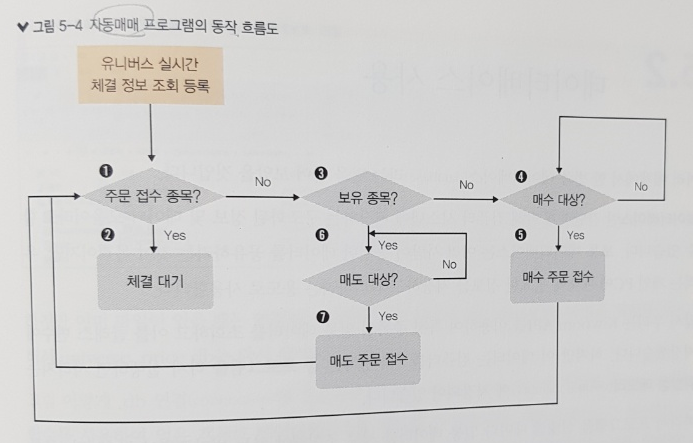 ▼ 그림 5-4 자동매매 프로그램의 동작 흐름도
유니버스 실시간
체결 정보 조회 등록
❶
주문 접수 종목?
No
❸
보유 종목?
No
❹
매수 대상?
No
❷
Yes
체결 대기
❻
Yes
매도 대상?
No
❺
Yes
매수 주문 접수
❼
Yes
매도 주문 접수